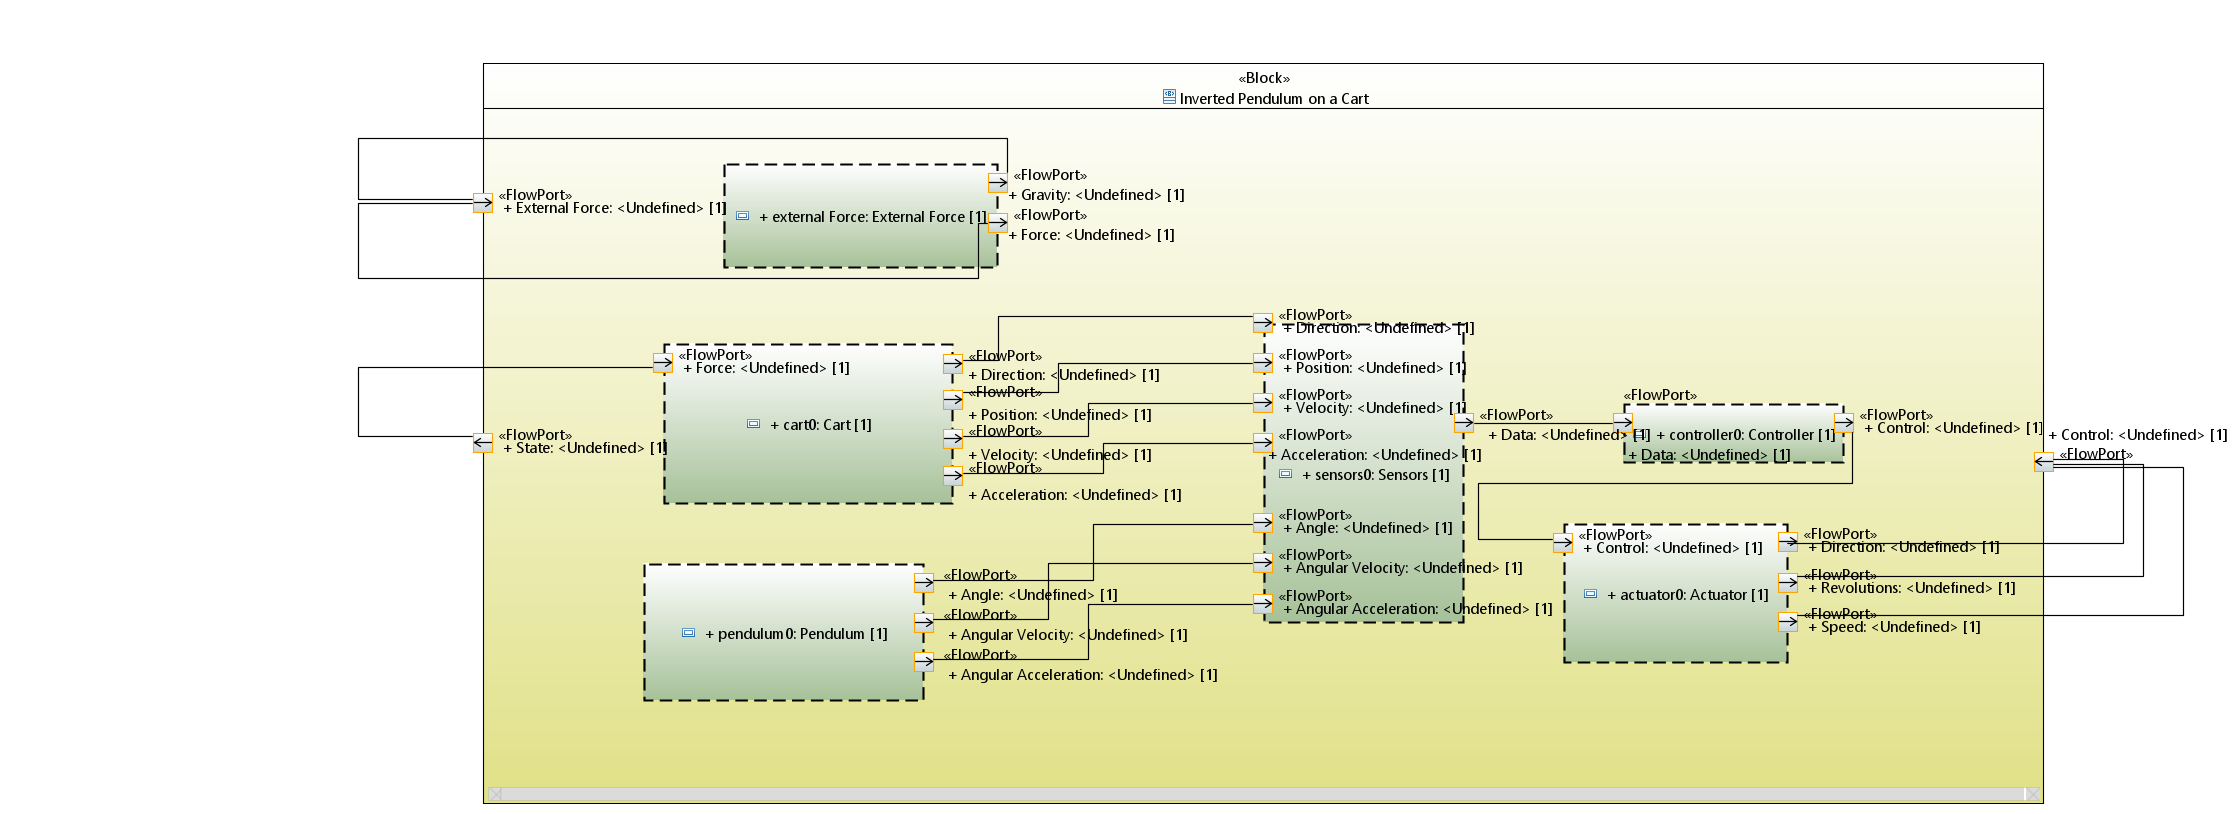 «Block»
Inverted Pendulum on a Cart
«FlowPort»
+ External Force: <Undefined> [1]
+ external Force: External Force [1]
«FlowPort»
+ Gravity: <Undefined> [1]
«FlowPort»
+ Force: <Undefined> [1]
«FlowPort»
+ State: <Undefined> [1]
«FlowPort»
+ Force: <Undefined> [1]
+ cart0: Cart [1]
«FlowPort»
+ Direction: <Undefined> [1]
«FlowPort»
+ Position: <Undefined> [1]
«FlowPort»
+ Velocity: <Undefined> [1]
«FlowPort»
+ Acceleration: <Undefined> [1]
+ pendulum0: Pendulum [1]
«FlowPort»
+ Angle: <Undefined> [1]
«FlowPort»
+ Angular Velocity: <Undefined> [1]
«FlowPort»
+ Angular Acceleration: <Undefined> [1]
«FlowPort»
+ Direction: <Undefined> [1]
«FlowPort»
+ Position: <Undefined> [1]
«FlowPort»
+ Velocity: <Undefined> [1]
«FlowPort»
+ Acceleration: <Undefined> [1]
+ sensors0: Sensors [1]
«FlowPort»
+ Angle: <Undefined> [1]
«FlowPort»
+ Angular Velocity: <Undefined> [1]
«FlowPort»
+ Angular Acceleration: <Undefined> [1]
«FlowPort»
+ Data: <Undefined> [1]
«FlowPort»
+ controller0: Controller [1]
+ Data: <Undefined> [1]
«FlowPort»
+ Control: <Undefined> [1]
+ Control: <Undefined> [1]
«FlowPort»
«FlowPort»
+ Control: <Undefined> [1]
+ actuator0: Actuator [1]
«FlowPort»
+ Direction: <Undefined> [1]
«FlowPort»
+ Revolutions: <Undefined> [1]
«FlowPort»
+ Speed: <Undefined> [1]